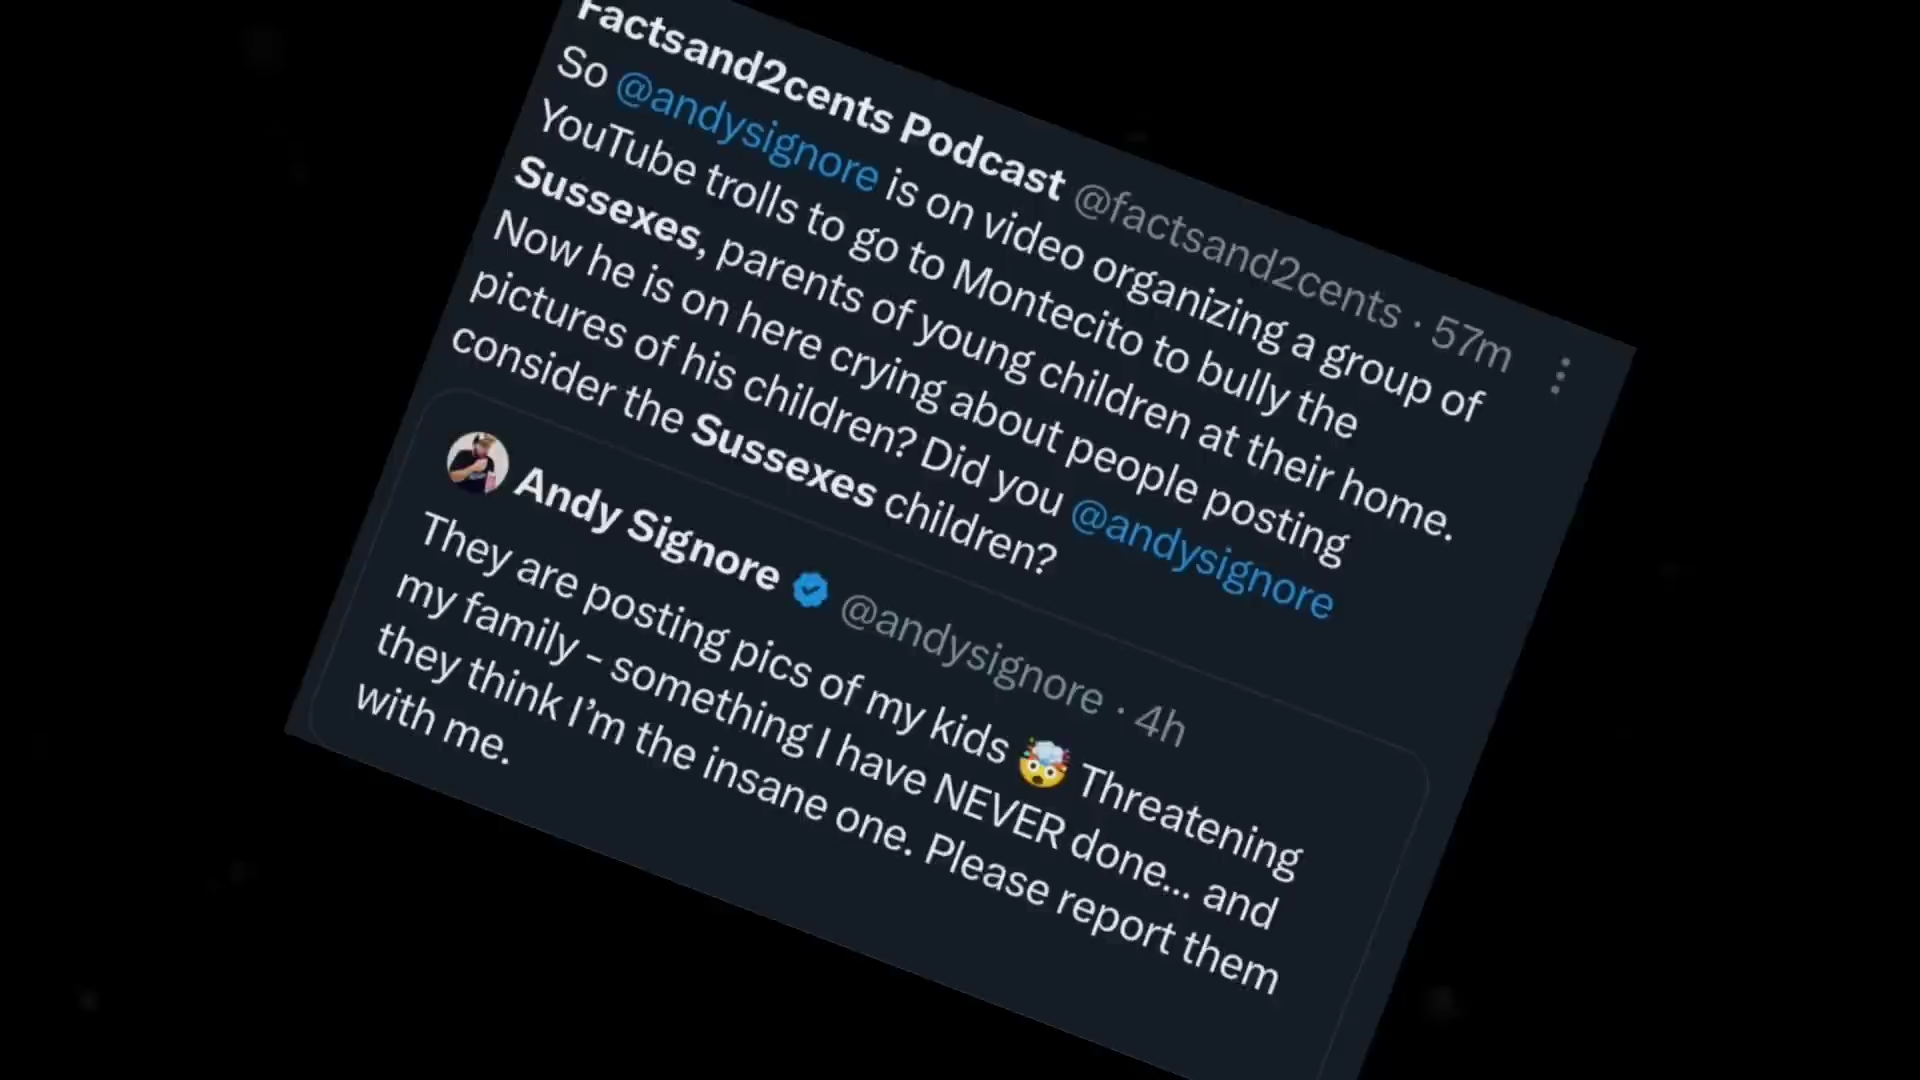 Factsand2cents Podcast @factsand2cents · 57m
So @andysignore is on video organizing a group of
YouTube trolls to go to Montecito to bully the
Sussexes, parents of young children at their home.
Now he is on here crying about people posting
pictures of his children? Did you @andysignore
consider the Sussexes children?
Andy Signore @andysignore · 4h
They are posting pics of my kids 🤯 Threatening
my family - something I have NEVER done... and
they think I'm the insane one. Please report them
with me.